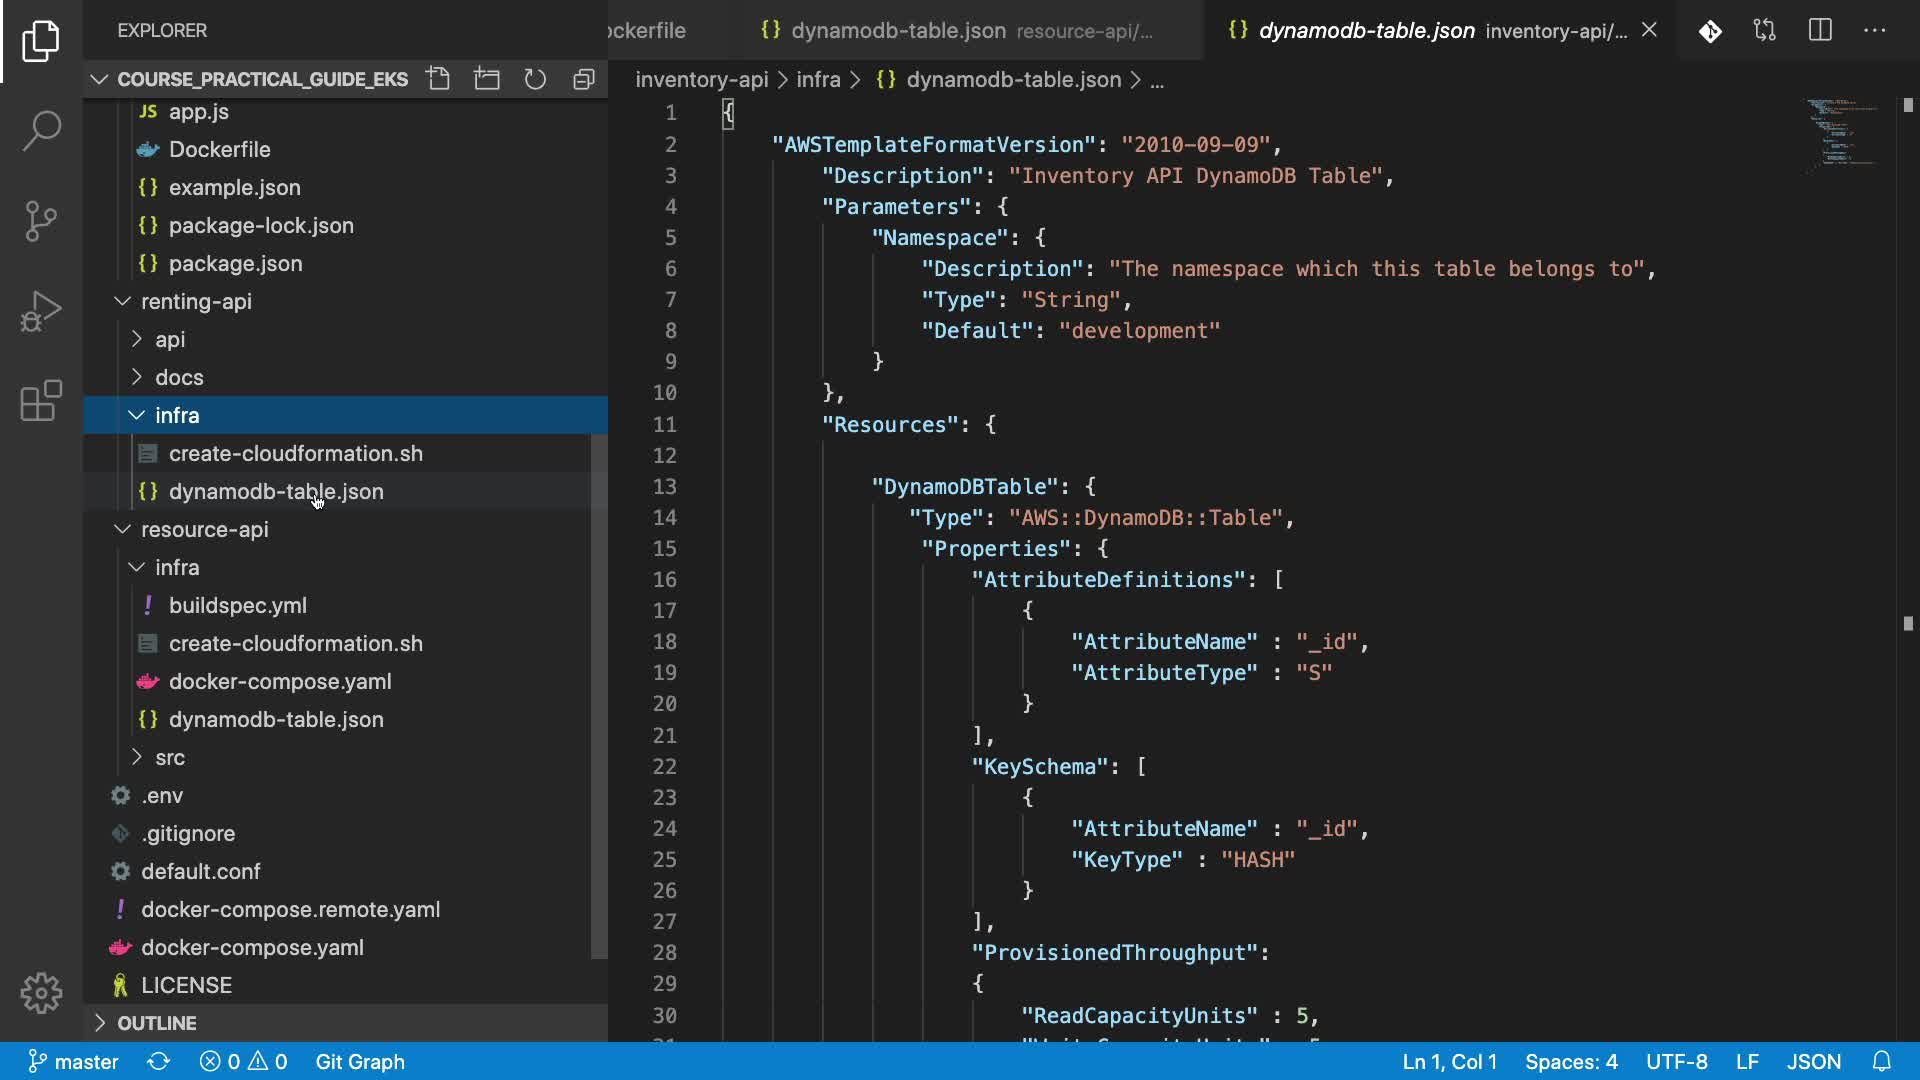 EXPLORER
COURSE_PRACTICAL_GUIDE_EKS
JS app.js
Dockerfile
{} example.json
{} package-lock.json
{} package.json
renting-api
api
docs
infra
create-cloudformation.sh
{} dynamodb-table.json
resource-api
infra
! buildspec.yml
create-cloudformation.sh
docker-compose.yaml
{} dynamodb-table.json
src
.env
.gitignore
default.conf
! docker-compose.remote.yaml
docker-compose.yaml
LICENSE
OUTLINE
ockerfile
{} dynamodb-table.json resource-api/...
{} dynamodb-table.json inventory-api/...
inventory-api > infra > {} dynamodb-table.json > ...
1 {
2 "AWSTemplateFormatVersion": "2010-09-09",
3 "Description": "Inventory API DynamoDB Table",
4 "Parameters": {
5 "Namespace": {
6 "Description": "The namespace which this table belongs to",
7 "Type": "String",
8 "Default": "development"
9 }
10 },
11 "Resources": {
12
13 "DynamoDBTable": {
14 "Type": "AWS::DynamoDB::Table",
15 "Properties": {
16 "AttributeDefinitions": [
17 {
18 "AttributeName" : "_id",
19 "AttributeType" : "S"
20 }
21 ],
22 "KeySchema": [
23 {
24 "AttributeName" : "_id",
25 "KeyType" : "HASH"
26 }
27 ],
28 "ProvisionedThroughput":
29 {
30 "ReadCapacityUnits" : 5,
master 0 0 Git Graph Ln 1, Col 1 Spaces: 4 UTF-8 LF JSON